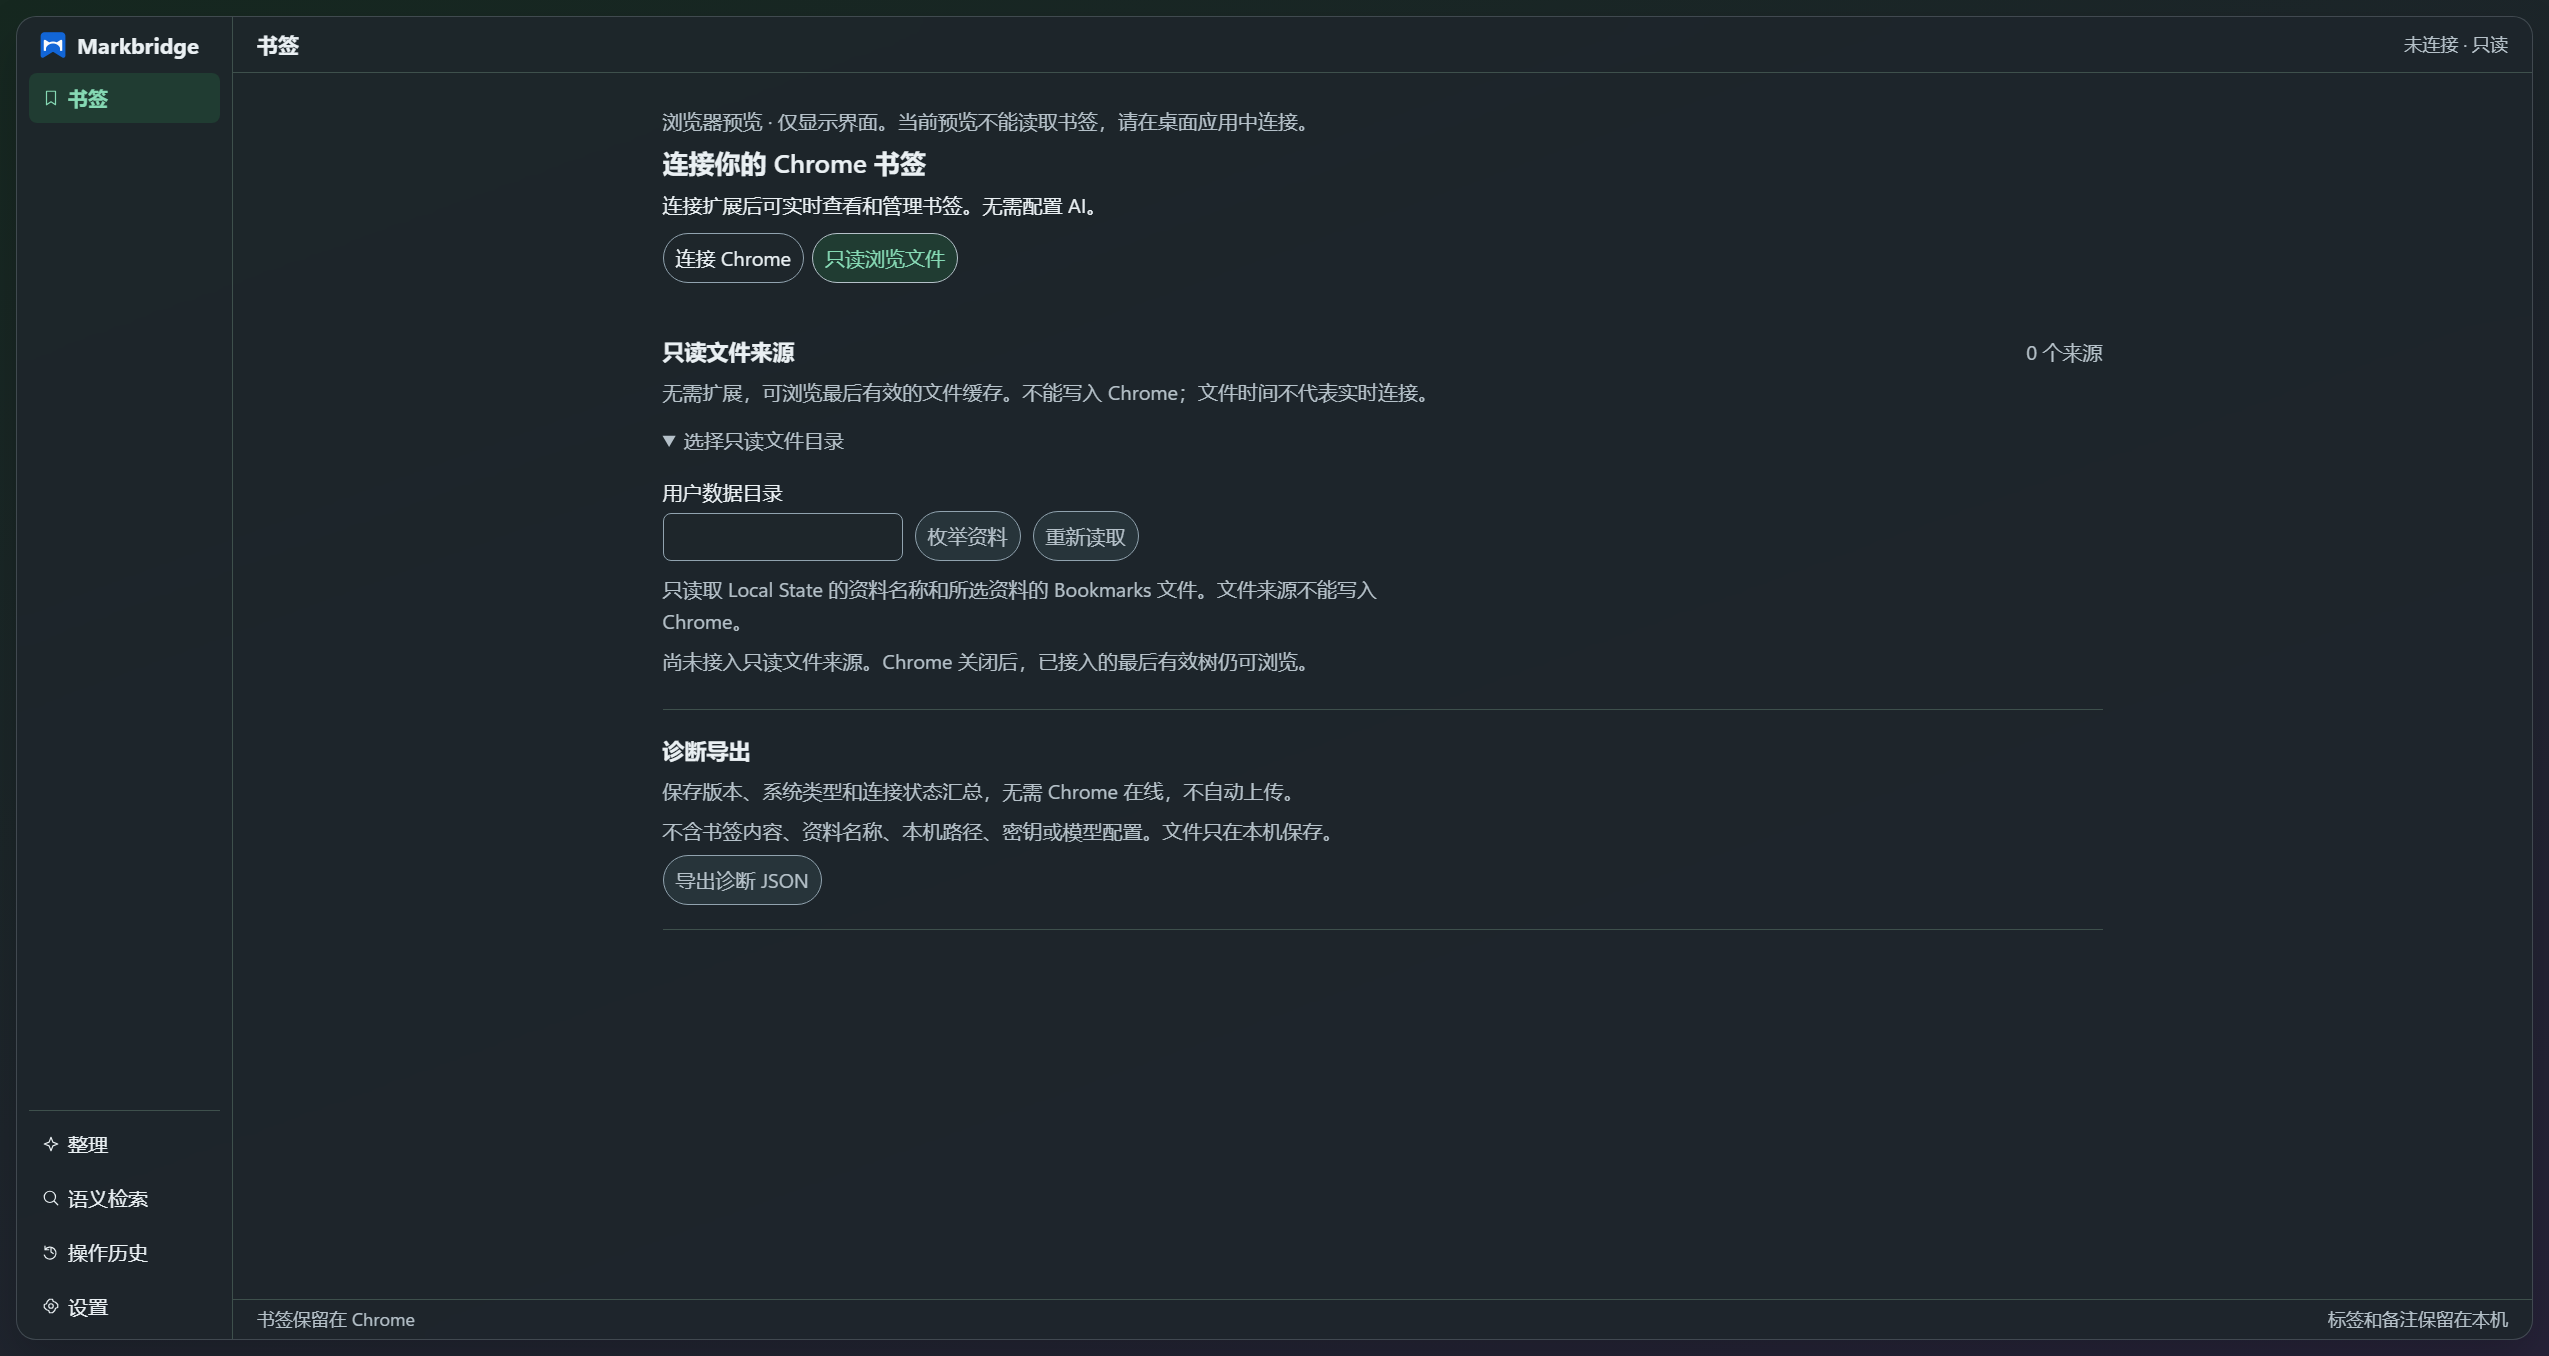 Markbridge
书签
未连接 · 只读
书签
浏览器预览 · 仅显示界面。当前预览不能读取书签，请在桌面应用中连接。
连接你的 Chrome 书签
连接扩展后可实时查看和管理书签。无需配置 AI。
连接 Chrome
只读浏览文件
只读文件来源
0 个来源
无需扩展，可浏览最后有效的文件缓存。不能写入 Chrome；文件时间不代表实时连接。
▼ 选择只读文件目录
用户数据目录
枚举资料
重新读取
只读取 Local State 的资料名称和所选资料的 Bookmarks 文件。文件来源不能写入
Chrome。
尚未接入只读文件来源。Chrome 关闭后，已接入的最后有效树仍可浏览。
诊断导出
保存版本、系统类型和连接状态汇总，无需 Chrome 在线，不自动上传。
不含书签内容、资料名称、本机路径、密钥或模型配置。文件只在本机保存。
导出诊断 JSON
整理
语义检索
操作历史
设置
书签保留在 Chrome
标签和备注保留在本机